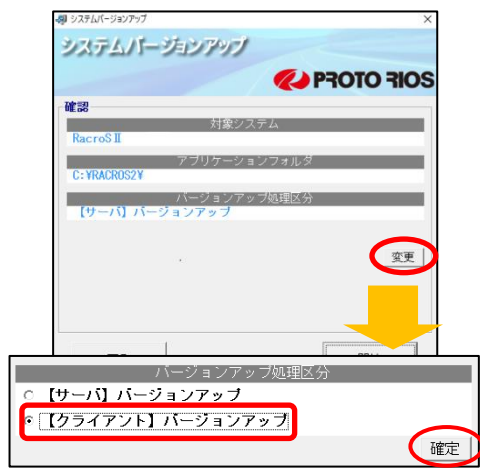 システムバージョンアップ
システムバージョンアップ
PROTO RIOS
確認
対象システム
RacroSⅡ
アプリケーションフォルダ
C:¥RACROS2¥
バージョンアップ処理区分
【サーバ】バージョンアップ
変更
バージョンアップ処理区分
【サーバ】バージョンアップ
【クライアント】バージョンアップ
確定